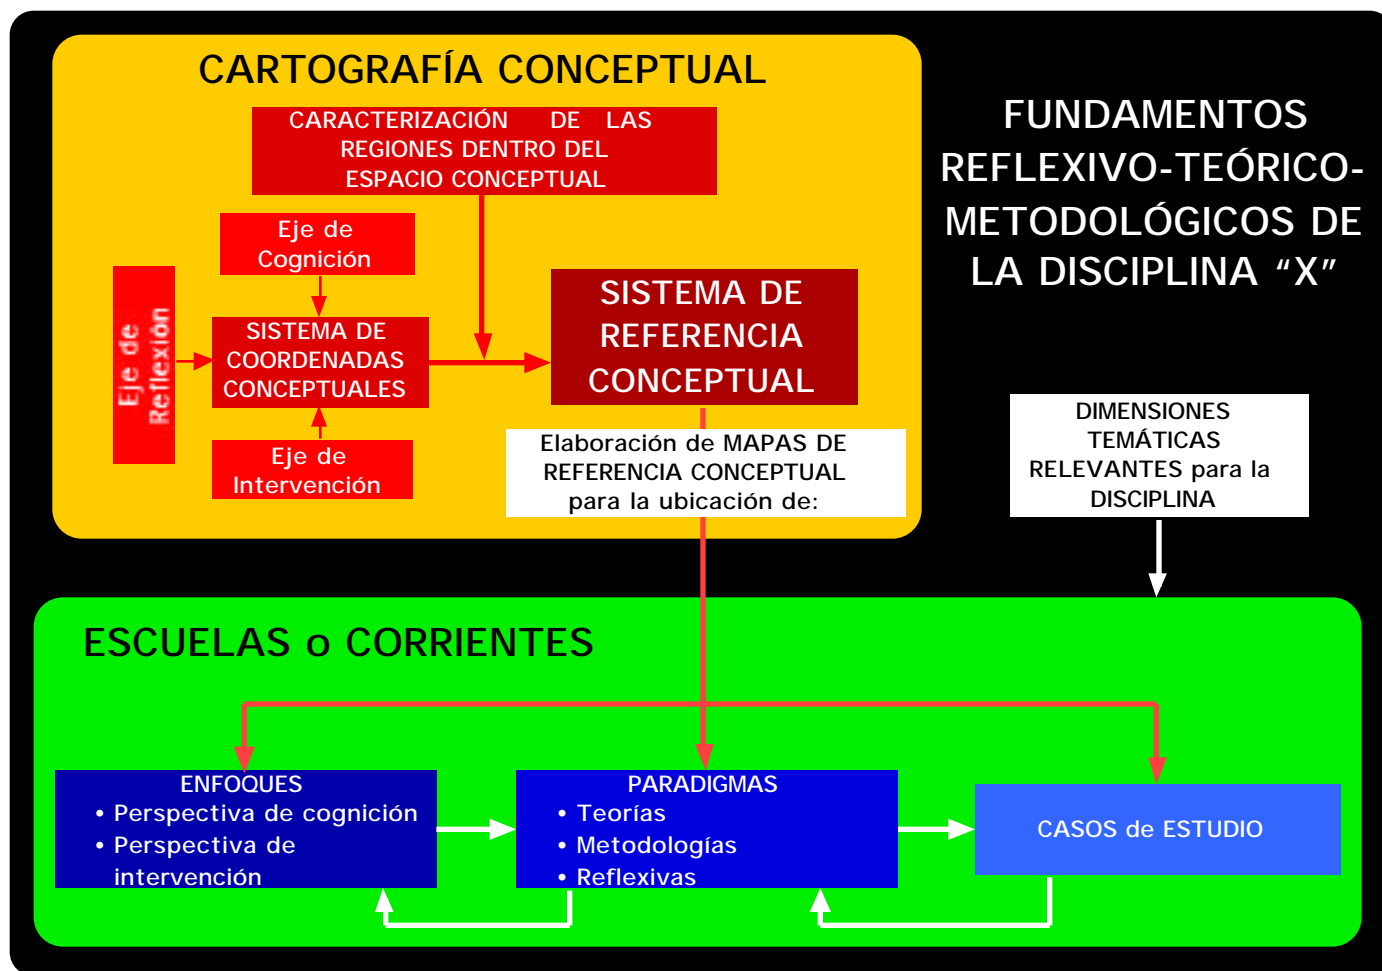 CARTOGRAFÍA CONCEPTUAL
CARACTERIZACIÓN DE LAS
REGIONES DENTRO DEL
ESPACIO CONCEPTUAL
Eje de
Cognición
Eje de
Reflexión
SISTEMA DE
COORDENADAS
CONCEPTUALES
Eje de
Intervención
SISTEMA DE
REFERENCIA
CONCEPTUAL
Elaboración de MAPAS DE
REFERENCIA CONCEPTUAL
para la ubicación de:
FUNDAMENTOS
REFLEXIVO-TEÓRICO-
METODOLÓGICOS DE
LA DISCIPLINA “X”
DIMENSIONES
TEMÁTICAS
RELEVANTES para la
DISCIPLINA
ESCUELAS o CORRIENTES
ENFOQUES
• Perspectiva de cognición
• Perspectiva de
intervención
PARADIGMAS
• Teorías
• Metodologías
• Reflexivas
CASOS de ESTUDIO